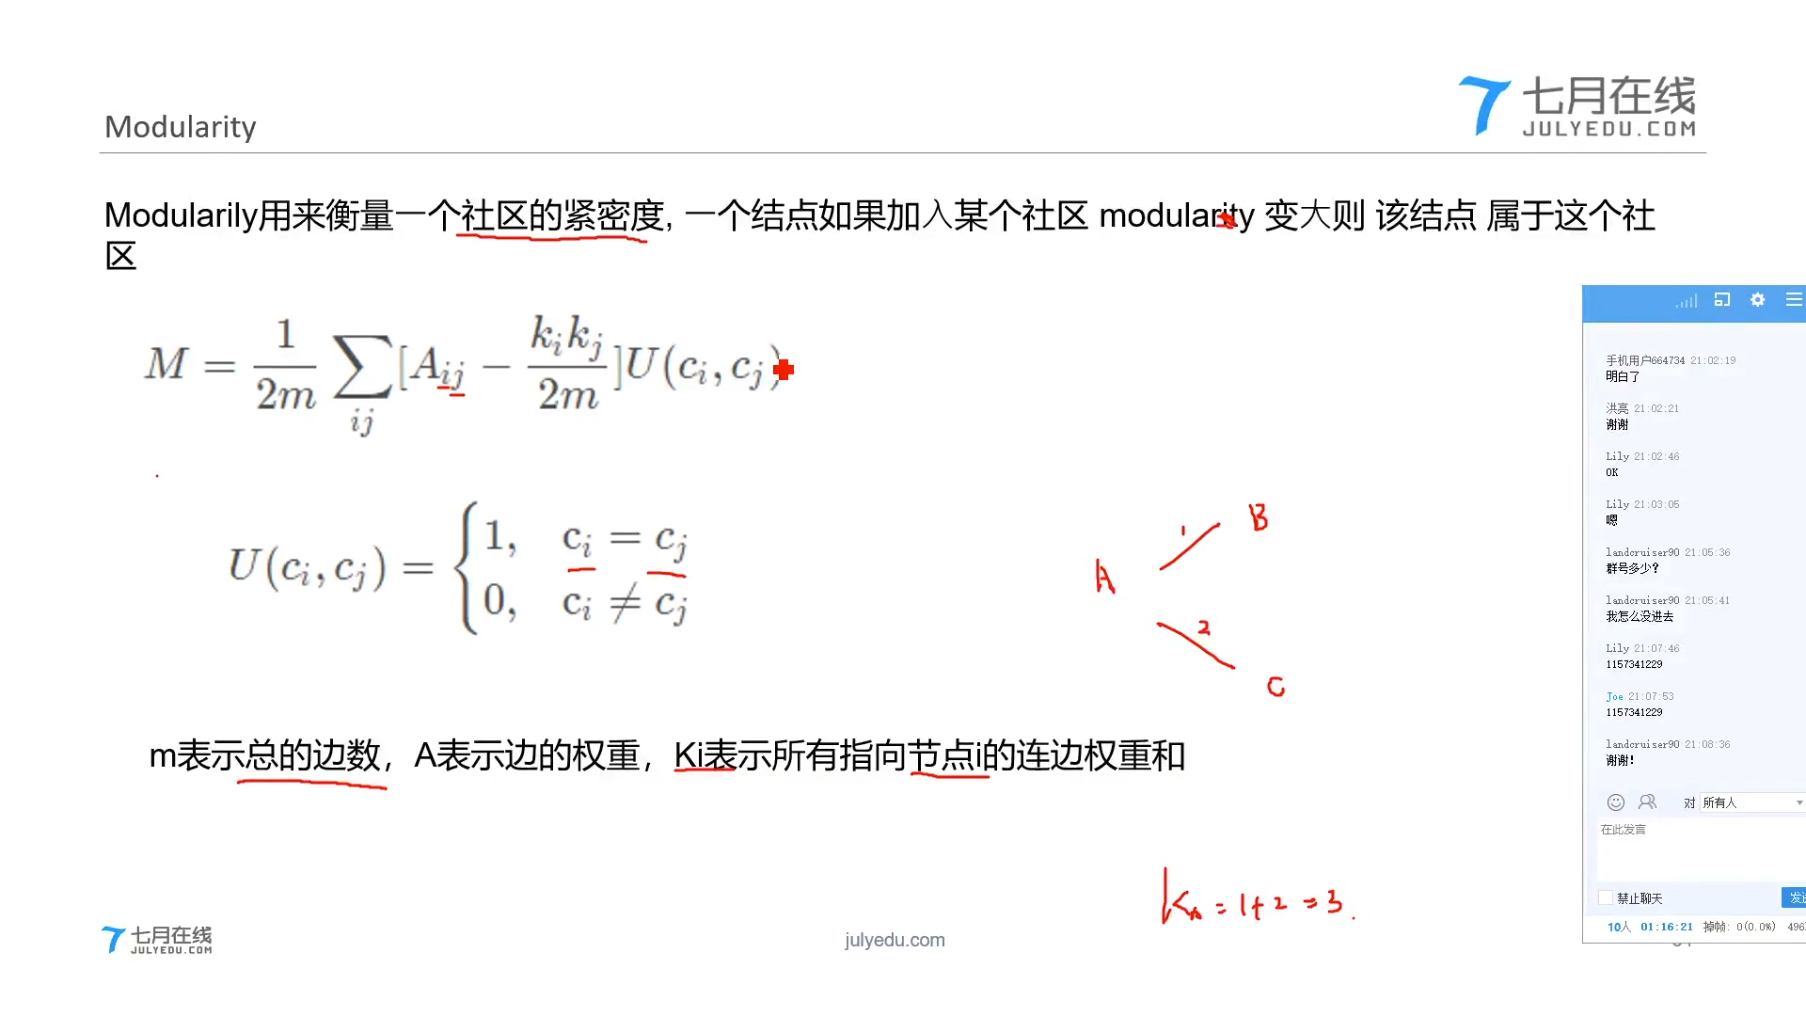 七月在线
JULYEDU.COM
Modularity
Modularily用来衡量一个社区的紧密度, 一个结点如果加入某个社区 modularity 变大则 该结点 属于这个社
区
M = \frac{1}{2m} \sum_{ij} [A_{ij} - \frac{k_i k_j}{2m}]U(c_i, c_j)
U(c_i, c_j) = { 1, c_i = c_j
0, c_i ≠ c_j
1
B
A
2
C
m表示总的边数，A表示边的权重，Ki表示所有指向节点i的连边权重和
K_A = 1+2 = 3.
七月在线
JULYEDU.COM
julyedu.com
手机用户664734 21:02:19
明白了
洪亮 21:02:21
谢谢
Lily 21:02:46
OK
Lily 21:03:05
嗯
landcruiser90 21:05:36
群号多少?
landcruiser90 21:05:41
我怎么没进去
Lily 21:07:46
1157341229
Joe 21:07:53
1157341229
landcruiser90 21:08:36
谢谢!
对 所有人
在此发言
禁止聊天
10人 01:16:21 掉帧: 0(0.0%) 496